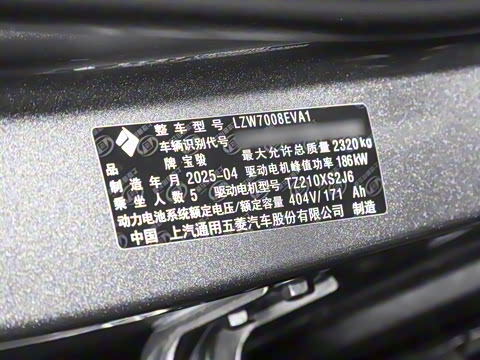 整车型号 LZW7008EVA1
车辆识别代号
品牌 宝骏 最大允许总质量 2320kg
制造年月 2025-04 驱动电机峰值功率 186kW
乘坐人数 5 驱动电机型号 TZ210XS2J6
动力电池系统额定电压/额定容量 404V/171 Ah
中国 上汽通用五菱汽车股份有限公司 制造